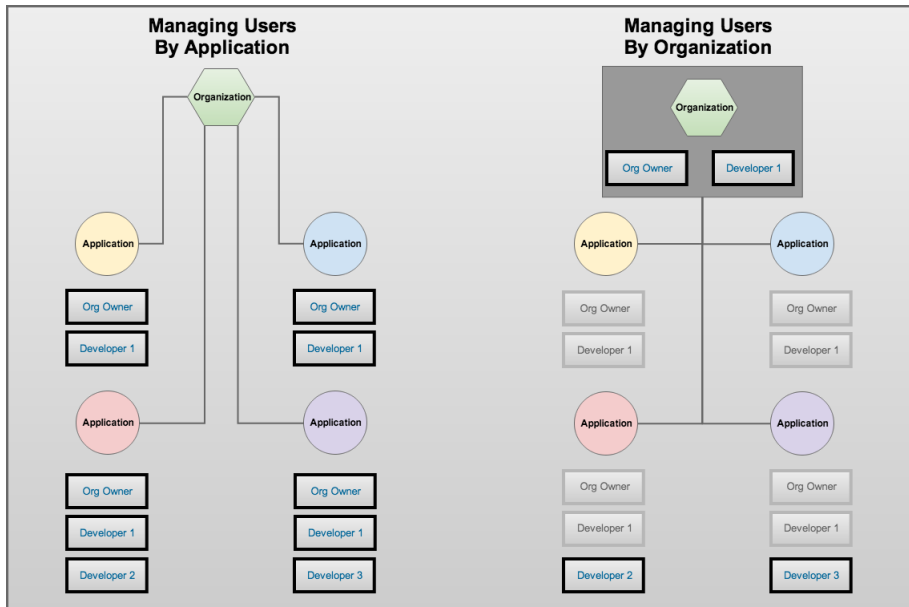 Managing Users
By Application
Organization
Application
Application
Org Owner
Org Owner
Developer 1
Developer 1
Application
Application
Org Owner
Org Owner
Developer 1
Developer 1
Developer 2
Developer 3
Managing Users
By Organization
Organization
Org Owner
Developer 1
Application
Application
Org Owner
Org Owner
Developer 1
Developer 1
Application
Application
Org Owner
Org Owner
Developer 1
Developer 1
Developer 2
Developer 3